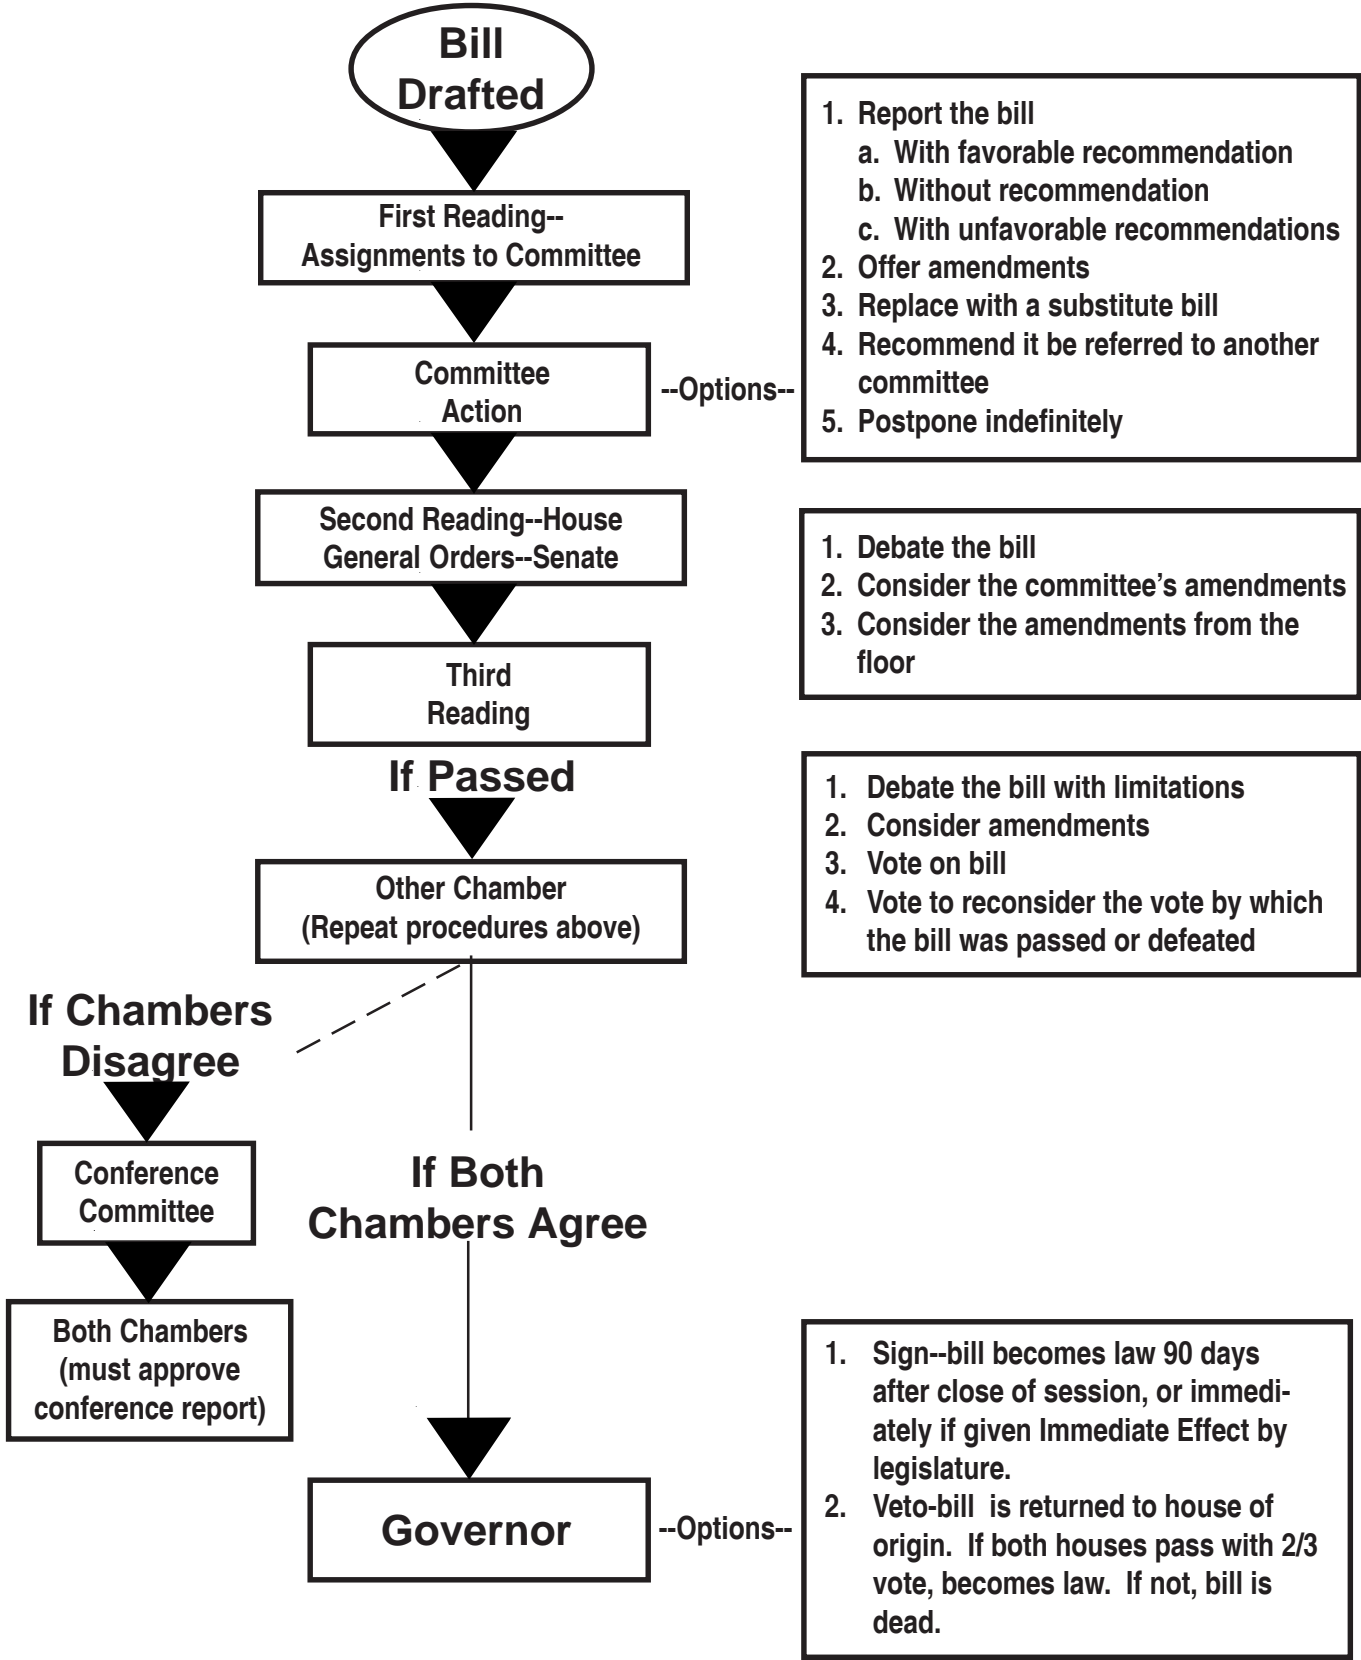 Bill
Drafted
First Reading--
Assignments to Committee
Committee
Action
--Options--
1. Report the bill
a. With favorable recommendation
b. Without recommendation
c. With unfavorable recommendations
2. Offer amendments
3. Replace with a substitute bill
4. Recommend it be referred to another
committee
5. Postpone indefinitely
Second Reading--House
General Orders--Senate
1. Debate the bill
2. Consider the committee's amendments
3. Consider the amendments from the
floor
Third
Reading
1. Debate the bill with limitations
2. Consider amendments
3. Vote on bill
4. Vote to reconsider the vote by which
the bill was passed or defeated
If Passed
Other Chamber
(Repeat procedures above)
If Chambers
Disagree
Conference
Committee
Both Chambers
(must approve
conference report)
If Both
Chambers Agree
Governor
--Options--
1. Sign--bill becomes law 90 days
after close of session, or immedi-
ately if given Immediate Effect by
legislature.
2. Veto-bill is returned to house of
origin. If both houses pass with 2/3
vote, becomes law. If not, bill is
dead.